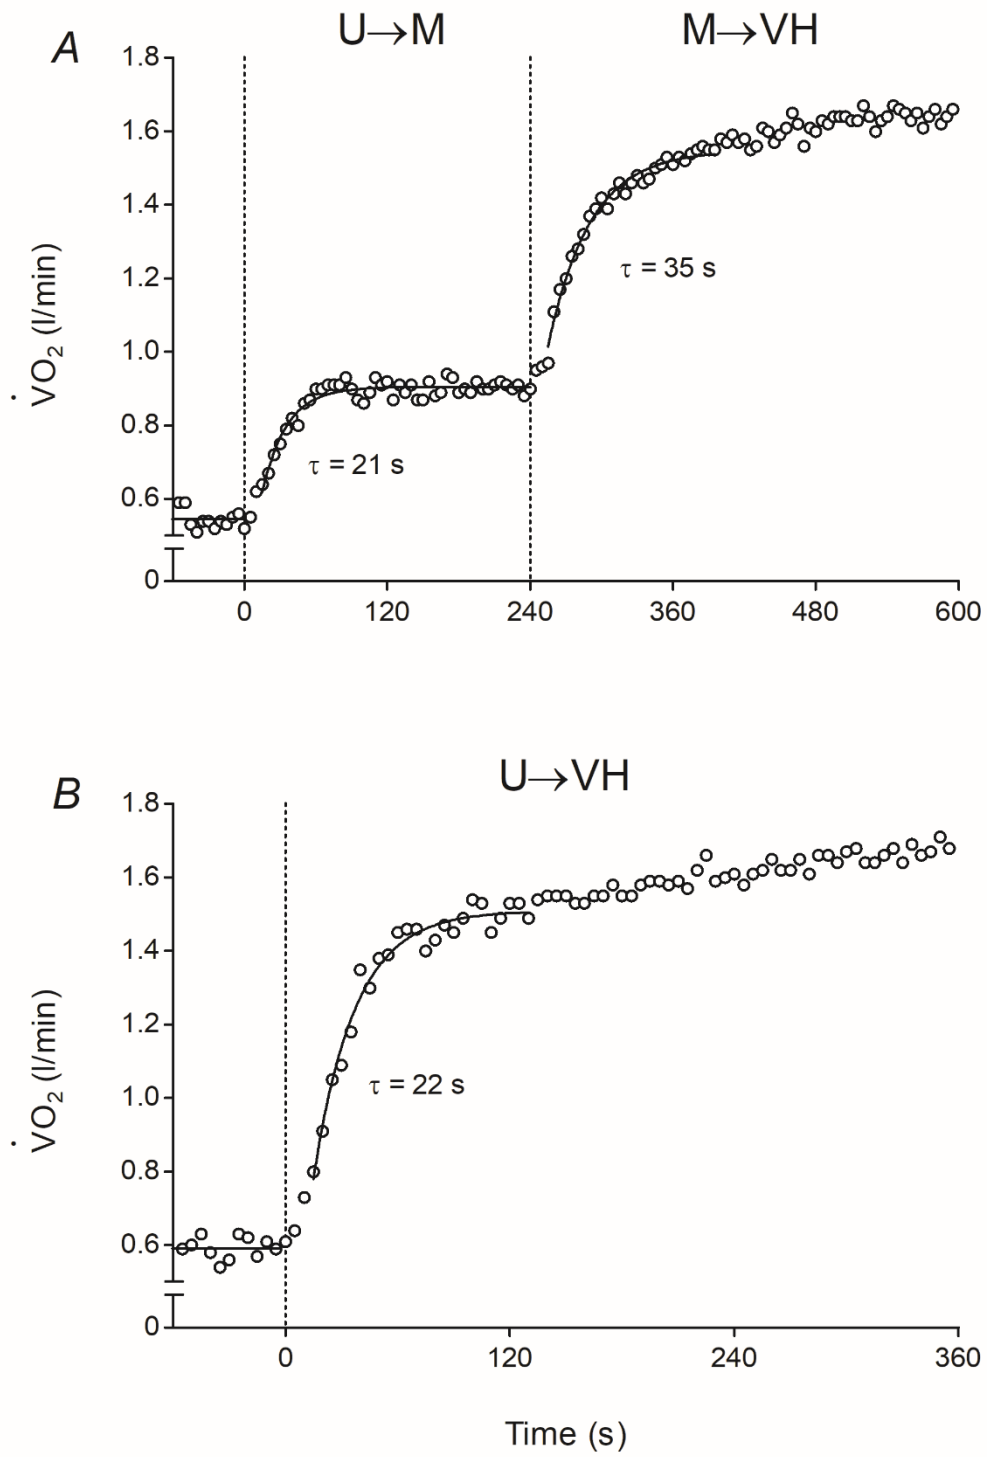 A
U→M
M→VH
1.8
1.6
1.4
1.2
1.0
0.8
0.6
0
V̇O₂ (l/min)
τ = 35 s
τ = 21 s
0 120 240 360 480 600
B
U→VH
1.8
1.6
1.4
1.2
1.0
0.8
0.6
0
V̇O₂ (l/min)
τ = 22 s
0 120 240 360
Time (s)